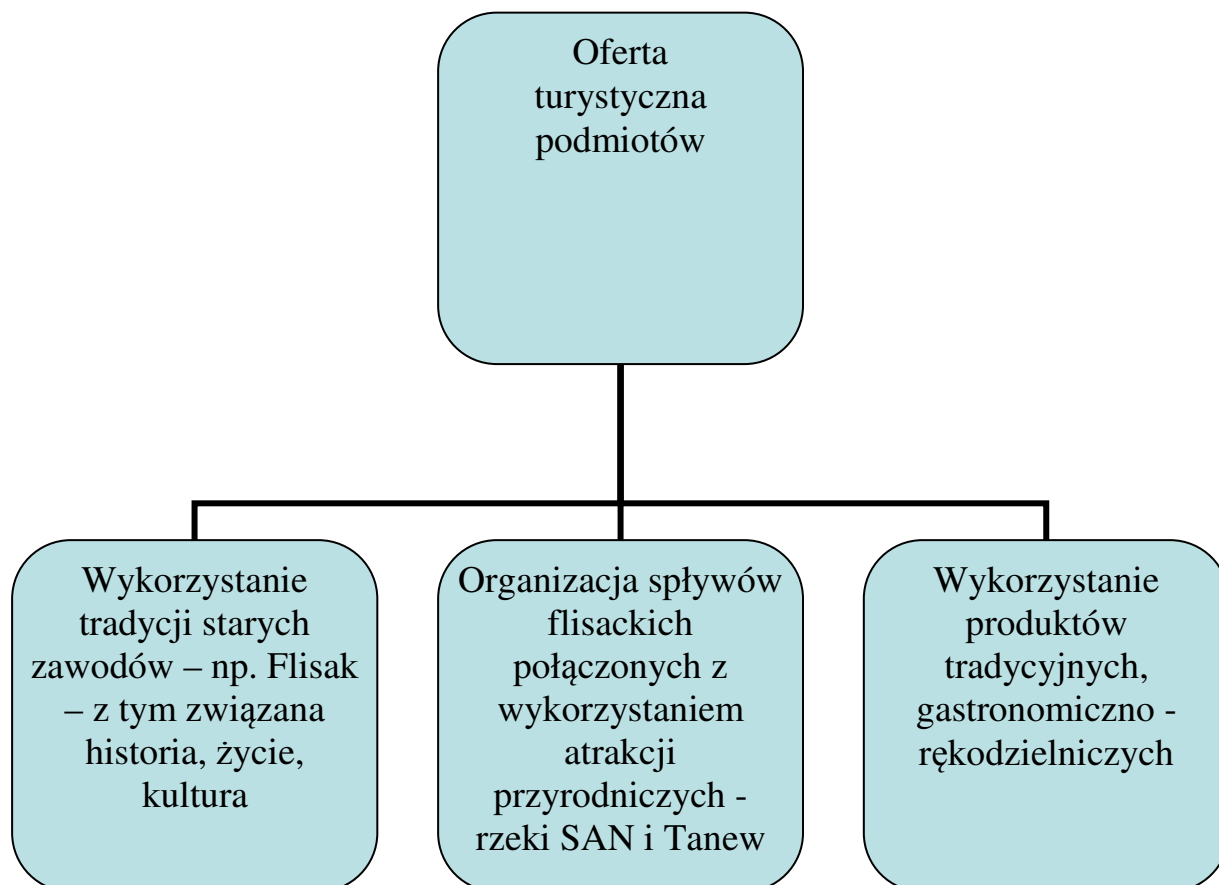 Oferta
turystyczna
podmiotów
Wykorzystanie
tradycji starych
zawodów – np. Flisak
– z tym związana
historia, życie,
kultura
Organizacja spływów
flisackich
połączonych z
wykorzystaniem
atrakcji
przyrodniczych -
rzeki SAN i Tanew
Wykorzystanie
produktów
tradycyjnych,
gastronomiczno -
rękodzielniczych